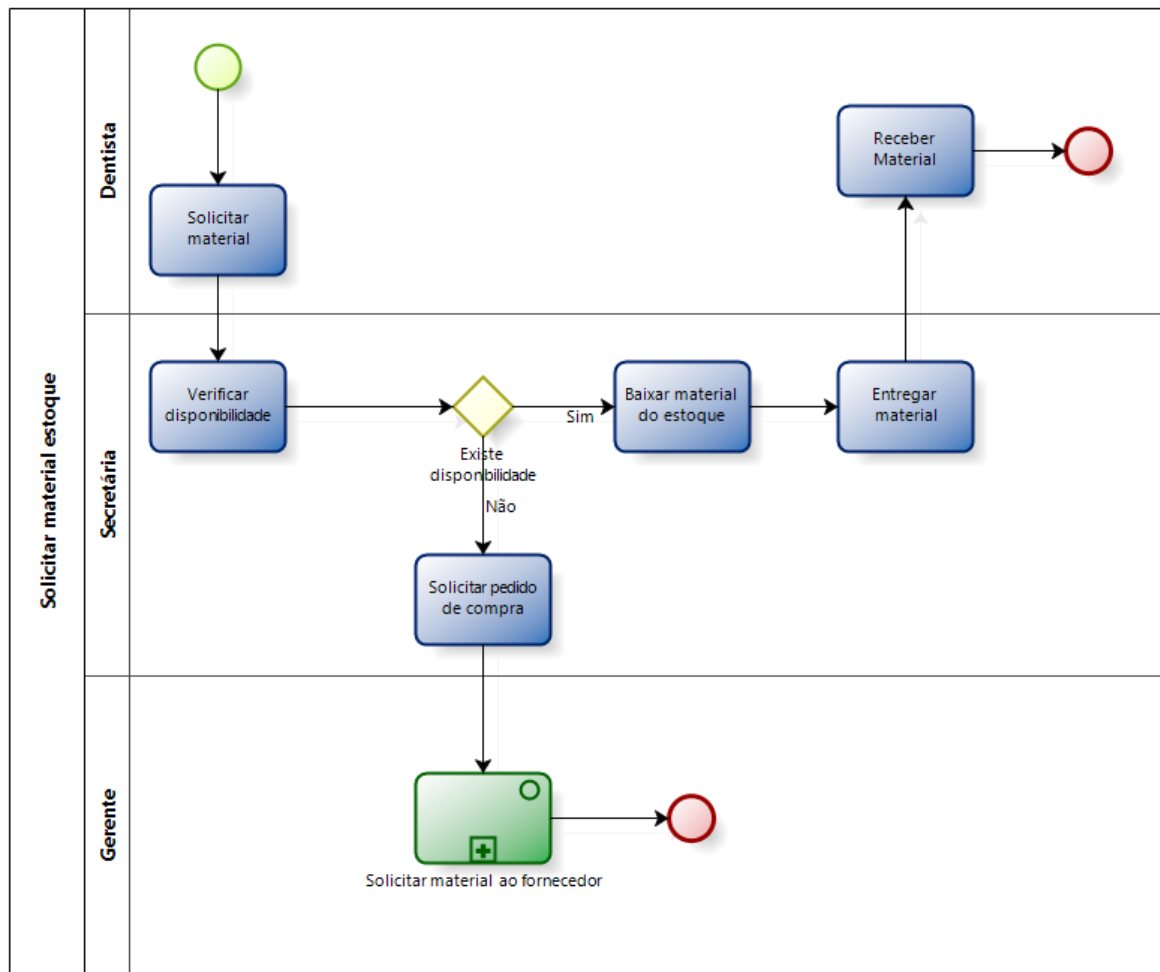 Solicitar material estoque
Dentista
Solicitar
material
Receber
Material
Secretária
Verificar
disponibilidade
Existe
disponibilidade
Sim
Não
Baixar material
do estoque
Entregar
material
Solicitar pedido
de compra
Gerente
Solicitar material ao fornecedor